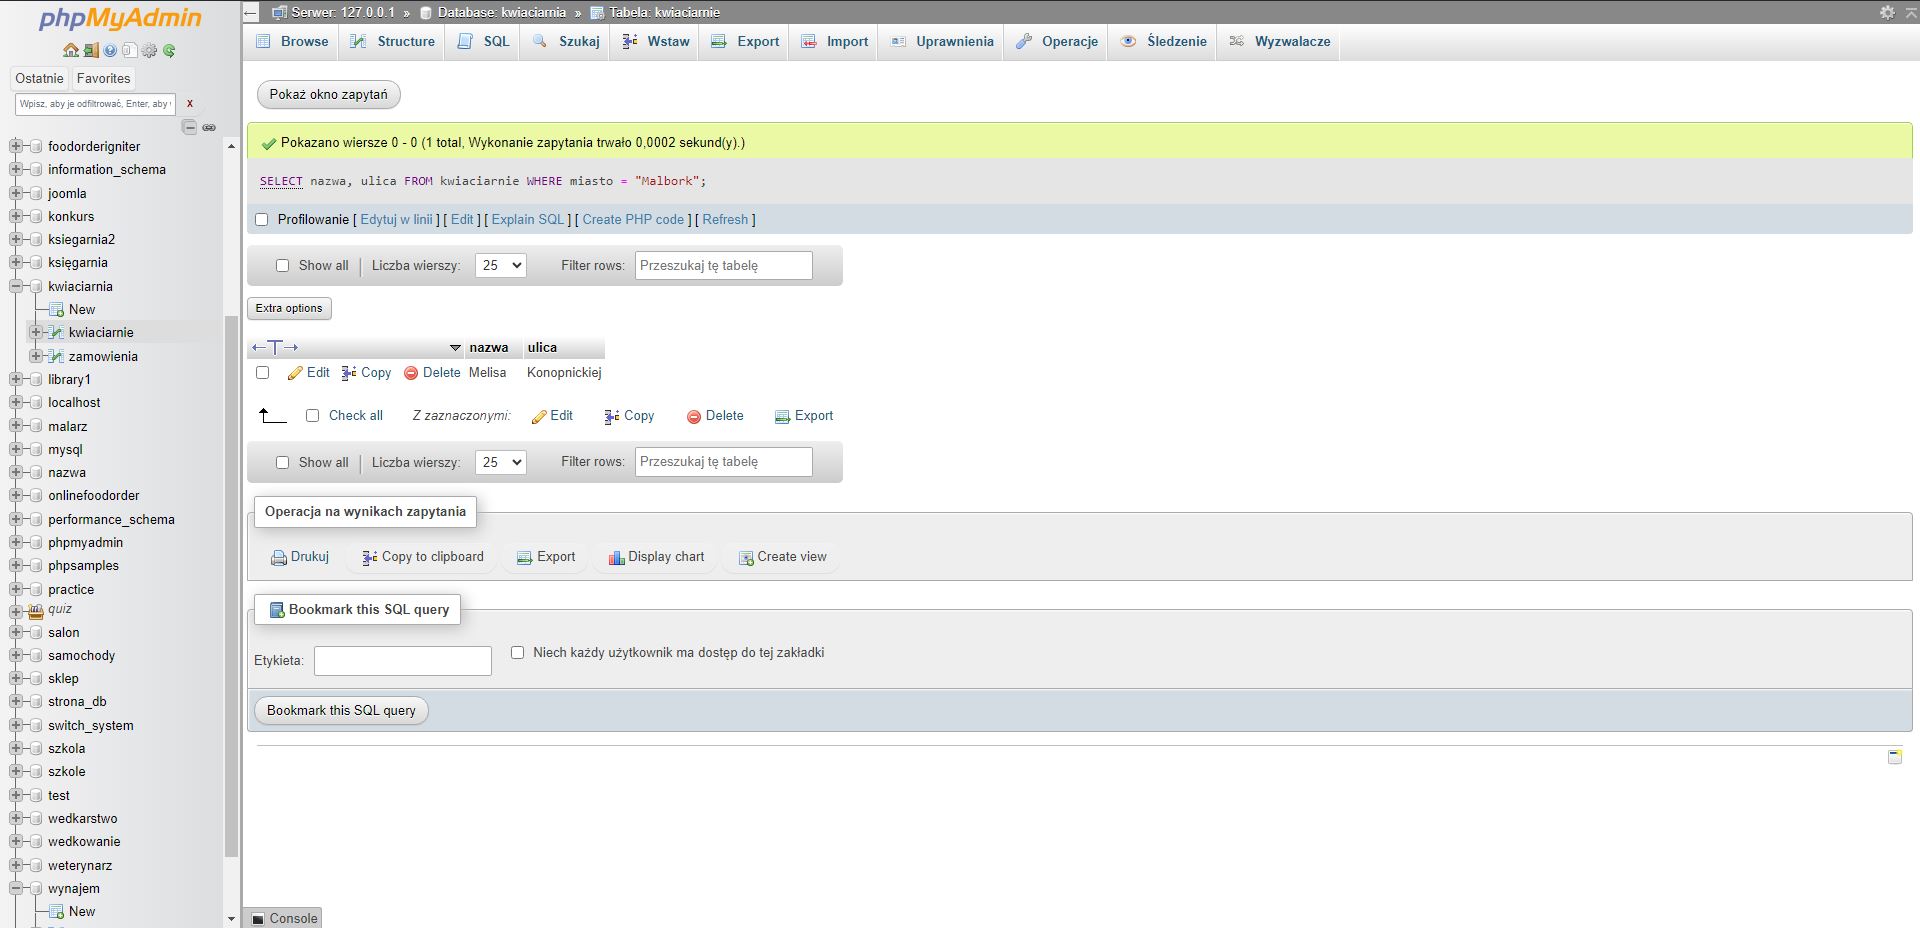 phpMyAdmin
Ostatnie Favorites
Wpisz, aby je odfiltrować, Enter, aby X
foodorderigniter
information_schema
joomla
konkurs
ksiegarnia2
księgarnia
kwiaciarnia
New
kwiaciarnie
zamowienia
library1
localhost
malarz
mysql
nazwa
onlinefoodorder
performance_schema
phpmyadmin
phpsamples
practice
quiz
salon
samochody
sklep
strona_db
switch_system
szkola
szkole
test
wedkarstwo
wedkowanie
weterynarz
wynajem
New
Serwer: 127.0.0.1 » Database: kwiaciarnia » Tabela: kwiaciarnie
Browse Structure SQL Szukaj Wstaw Export Import Uprawnienia Operacje Śledzenie Wyzwalacze
Pokaż okno zapytań
Pokazano wiersze 0 - 0 (1 total, Wykonanie zapytania trwało 0,0002 sekund(y).)
SELECT nazwa, ulica FROM kwiaciarnie WHERE miasto = "Malbork";
Profilowanie [ Edytuj w linii ] [ Edit ] [ Explain SQL ] [ Create PHP code ] [ Refresh ]
Show all Liczba wierszy: 25 Filter rows: Przeszukaj tę tabelę
Extra options
nazwa ulica
Edit Copy Delete Melisa Konopnickiej
Check all Z zaznaczonymi: Edit Copy Delete Export
Show all Liczba wierszy: 25 Filter rows: Przeszukaj tę tabelę
Operacja na wynikach zapytania
Drukuj Copy to clipboard Export Display chart Create view
Bookmark this SQL query
Etykieta: Niech każdy użytkownik ma dostęp do tej zakładki
Bookmark this SQL query
Console